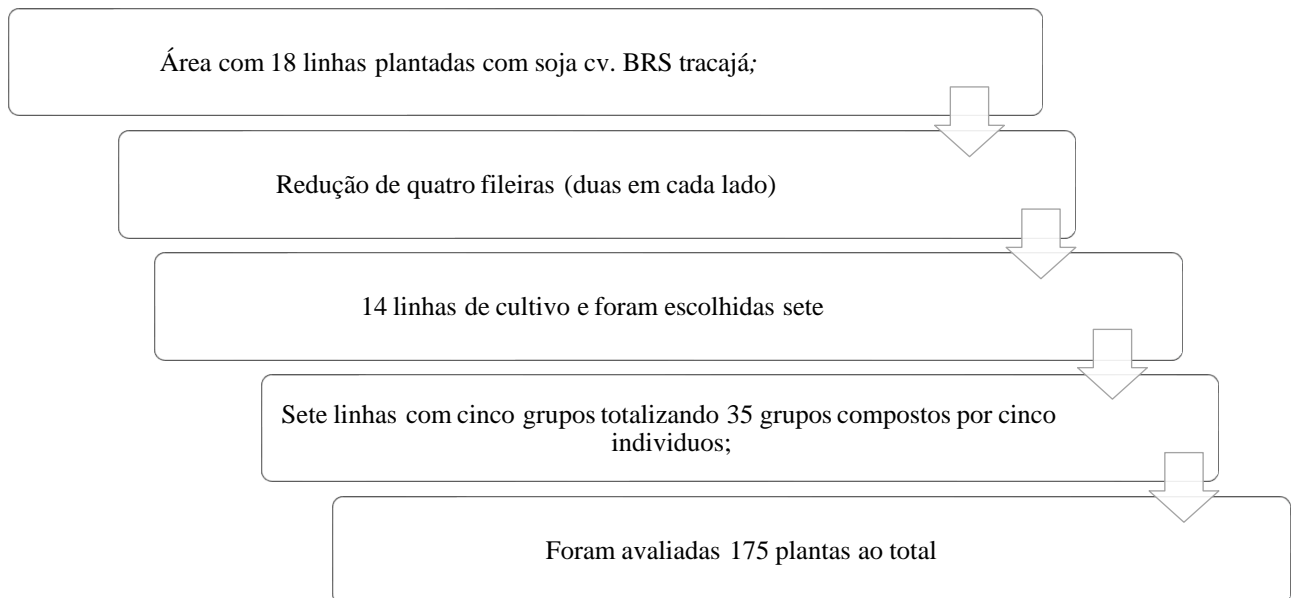 Área com 18 linhas plantadas com soja cv. BRS tracajá;
Redução de quatro fileiras (duas em cada lado)
14 linhas de cultivo e foram escolhidas sete
Sete linhas com cinco grupos totalizando 35 grupos compostos por cinco
individuos;
Foram avaliadas 175 plantas ao total